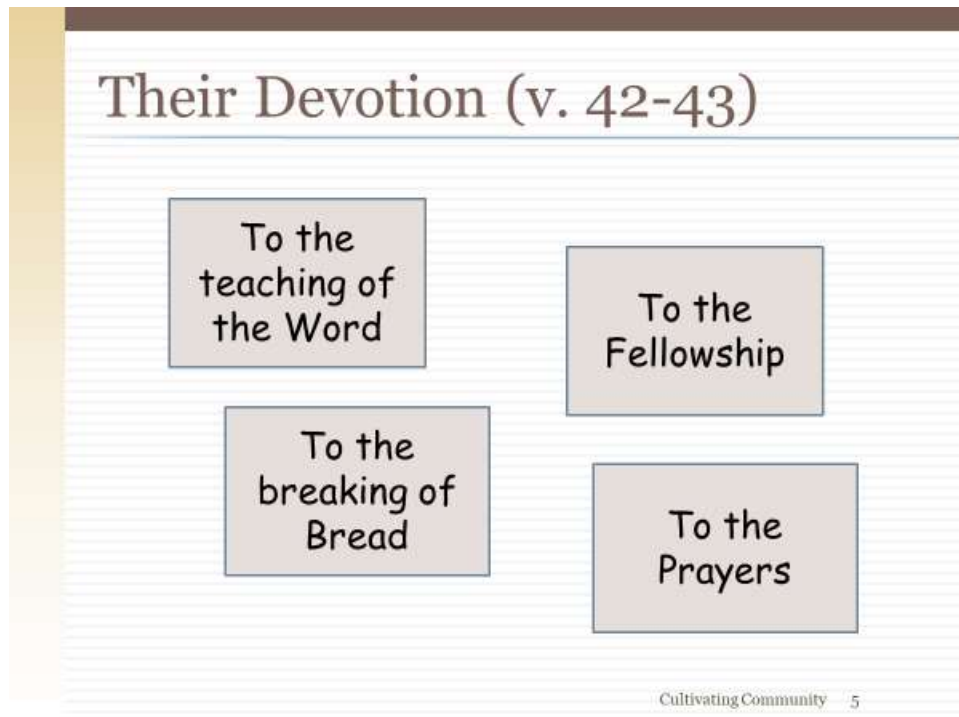 Their Devotion (v. 42-43)
To the
teaching of
the Word
To the
Fellowship
To the
breaking of
Bread
To the
Prayers
Cultivating Community 5